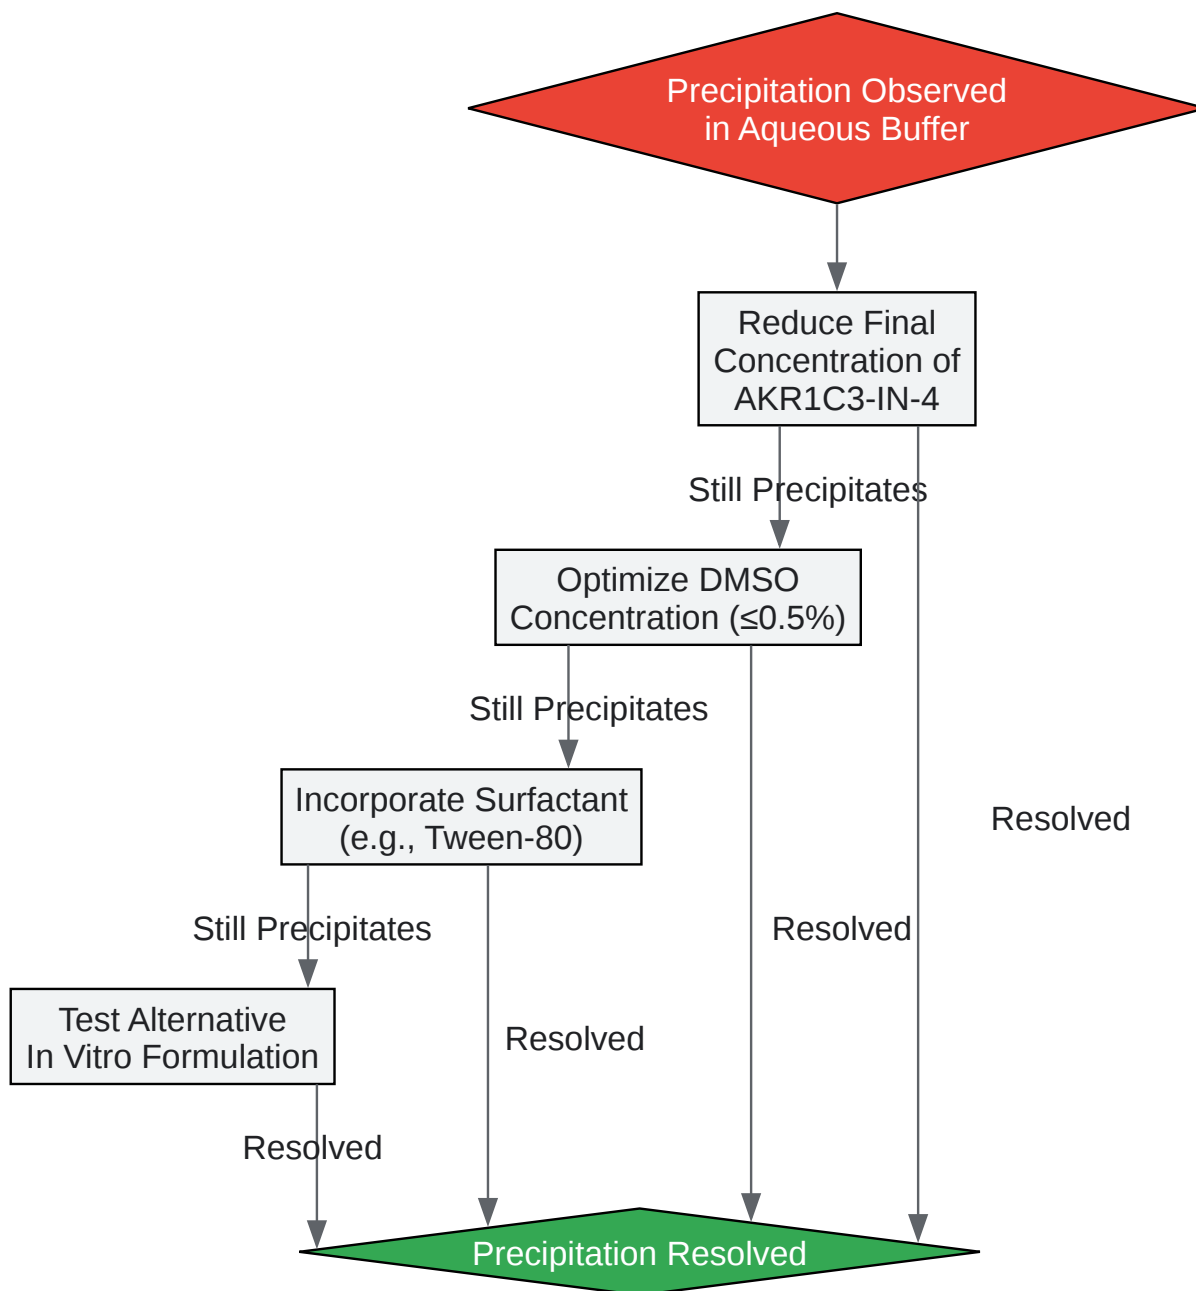 Precipitation Observed
in Aqueous Buffer
Reduce Final
Concentration of
AKR1C3-IN-4
Still Precipitates
Optimize DMSO
Concentration (≤0.5%)
Still Precipitates
Incorporate Surfactant
(e.g., Tween-80)
Resolved
Still Precipitates
Resolved
Test Alternative
In Vitro Formulation
Resolved
Resolved
Precipitation Resolved